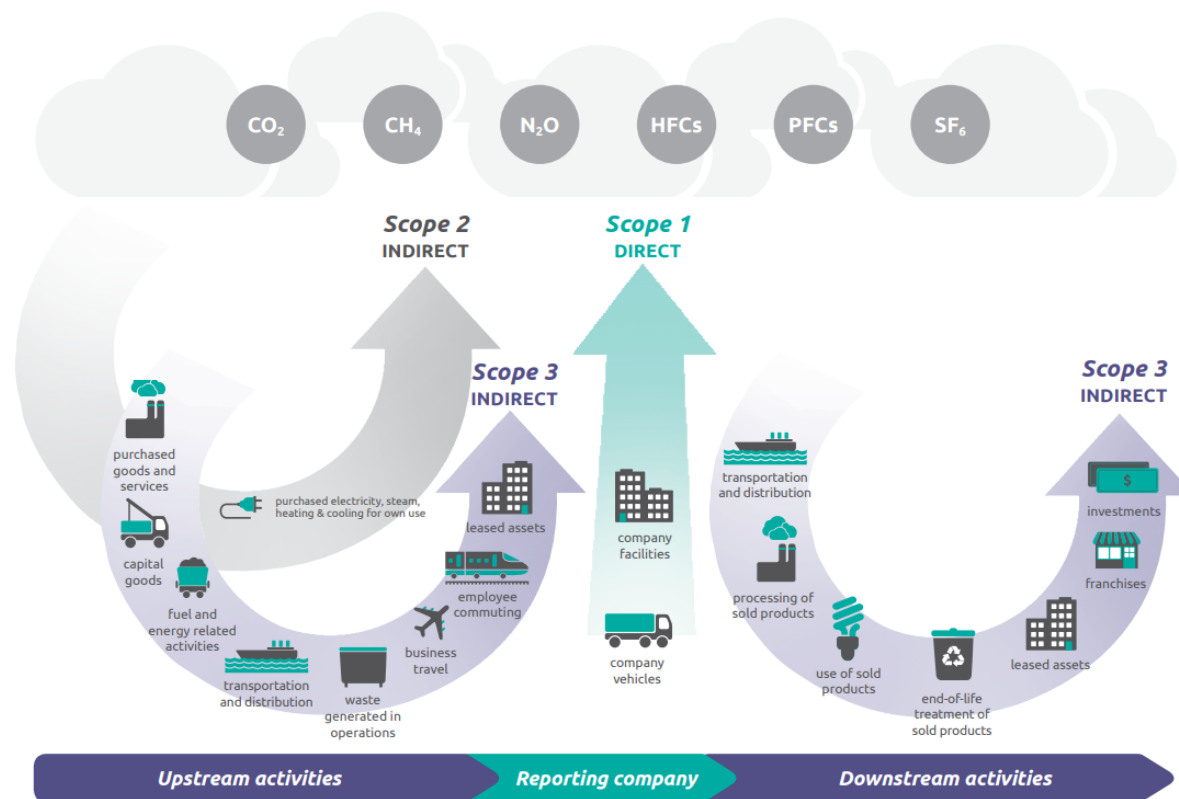 CO₂
CH₄
N₂O
HFCs
PFCs
SF₆
Scope 2
INDIRECT
Scope 1
DIRECT
Scope 3
INDIRECT
Scope 3
INDIRECT
purchased
goods and
services
capital
goods
fuel and
energy related
activities
transportation
and distribution
waste
generated in
operations
business
travel
employee
commuting
leased assets
purchased electricity, steam,
heating & cooling for own use
company
facilities
company
vehicles
transportation
and distribution
processing of
sold products
use of sold
products
end-of-life
treatment of
sold products
leased assets
franchises
$
investments
Upstream activities
Reporting company
Downstream activities